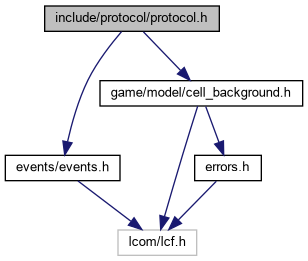 include/protocol/protocol.h
game/model/cell_background.h
events/events.h
errors.h
lcom/lcf.h